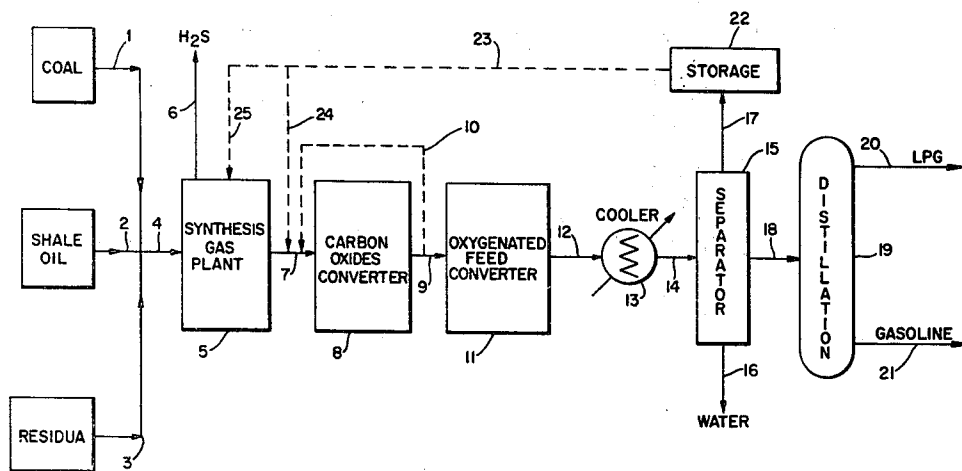 COAL
1
H2S
6
23
22
STORAGE
25
24
10
17
15
20
LPG
SHALE
OIL
2
4
SYNTHESIS
GAS
PLANT
7
CARBON
OXIDES
CONVERTER
9
OXYGENATED
FEED
CONVERTER
12
COOLER
13
14
SEPARATOR
18
DISTILLATION
19
5
8
11
16
WATER
GASOLINE
21
RESIDUA
3